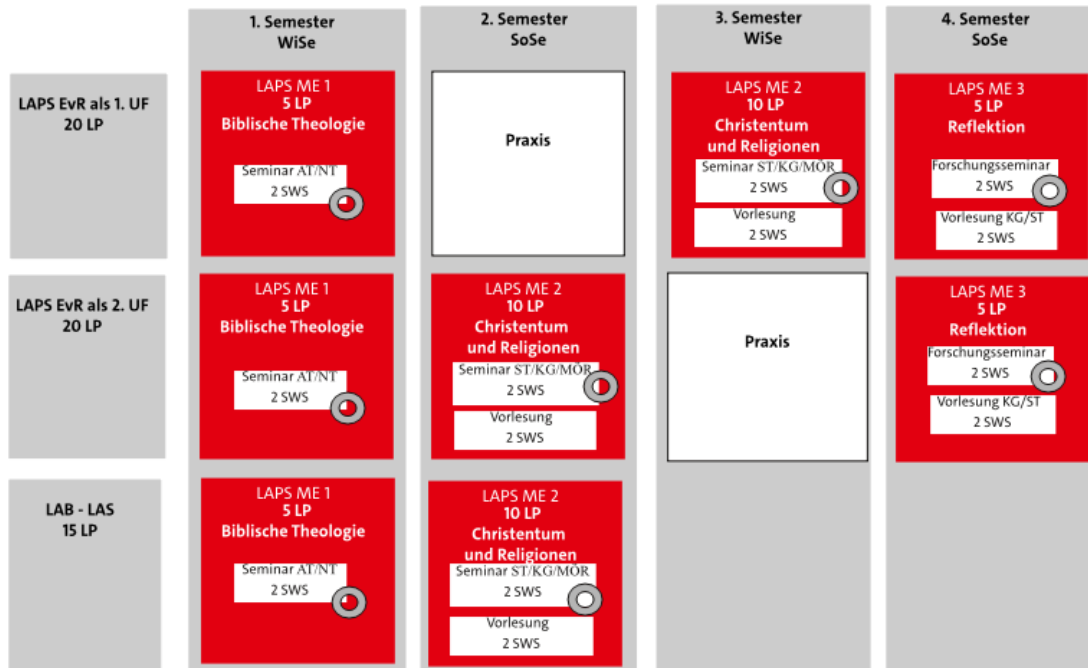 1. Semester
WiSe
2. Semester
SoSe
3. Semester
WiSe
4. Semester
SoSe
LAPS EvR als 1. UF
20 LP
LAPS ME 1
5 LP
Biblische Theologie
Seminar AT/NT
2 SWS
Praxis
LAPS ME 2
10 LP
Christentum
und Religionen
Seminar ST/KG/MÖR
2 SWS
Vorlesung
2 SWS
LAPS ME 3
5 LP
Reflektion
Forschungsseminar
2 SWS
Vorlesung KG/ST
2 SWS
LAPS EvR als 2. UF
20 LP
LAPS ME 1
5 LP
Biblische Theologie
Seminar AT/NT
2 SWS
LAPS ME 2
10 LP
Christentum
und Religionen
Seminar ST/KG/MÖR
2 SWS
Vorlesung
2 SWS
Praxis
LAPS ME 3
5 LP
Reflektion
Forschungsseminar
2 SWS
Vorlesung KG/ST
2 SWS
LAB - LAS
15 LP
LAPS ME 1
5 LP
Biblische Theologie
Seminar AT/NT
2 SWS
LAPS ME 2
10 LP
Christentum
und Religionen
Seminar ST/KG/MÖR
2 SWS
Vorlesung
2 SWS